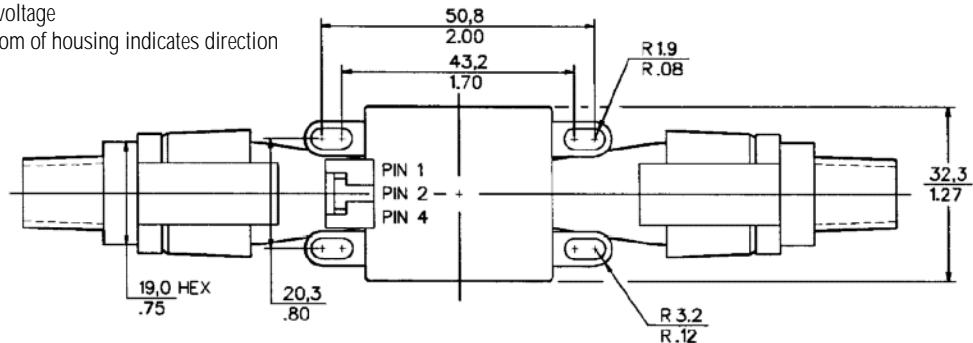 voltage
om of housing indicates direction
50,8
2.00
43,2
1.70
R 1.9
R .08
PIN 1
PIN 2
PIN 4
32,3
1.27
19,0 HEX
.75
20,3
.80
R 3.2
R .12